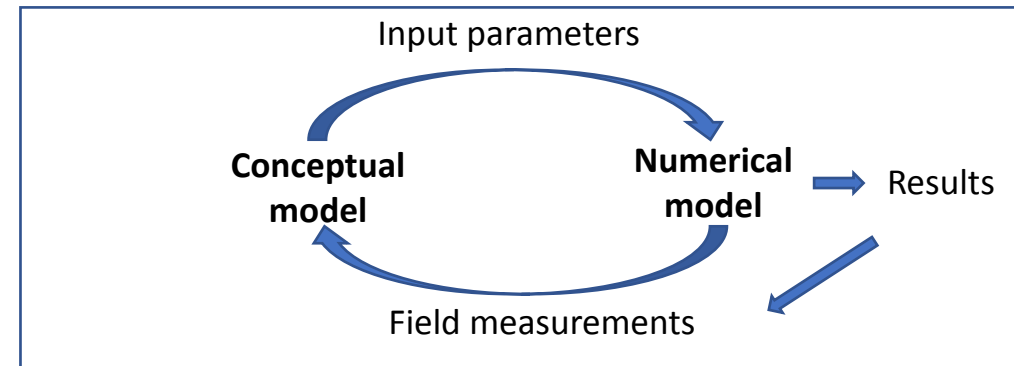 Input parameters
Conceptual
model
Numerical
model
Results
Field measurements